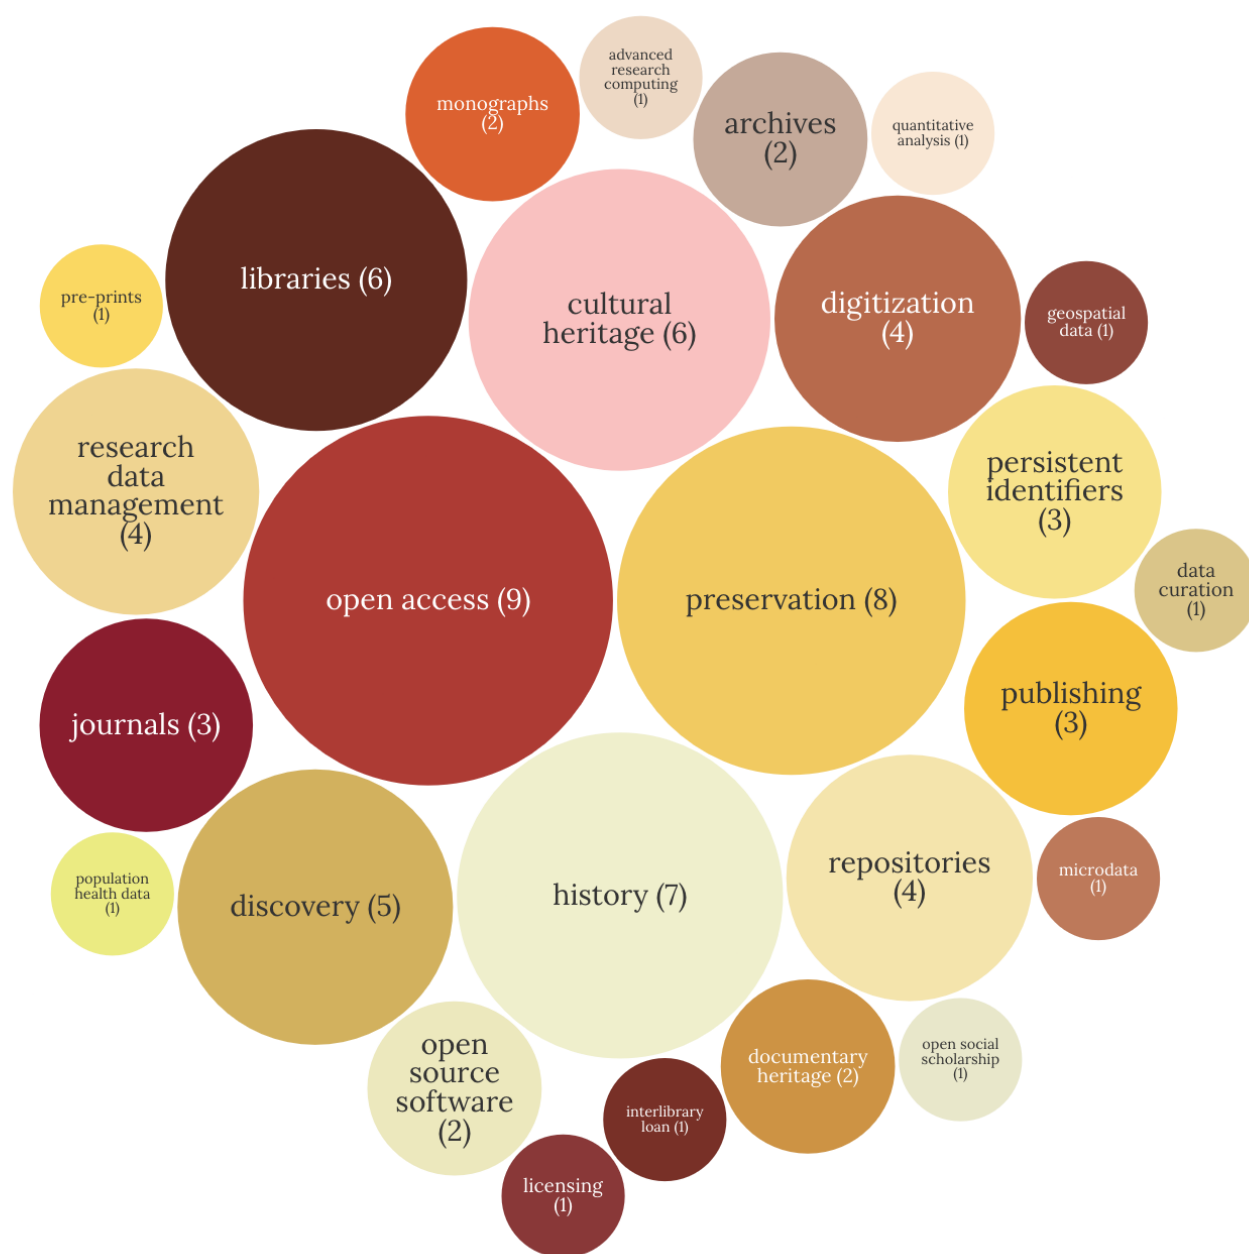 advanced
research
computing
(1)
monographs
(2)
archives
(2)
quantitative
analysis (1)
libraries (6)
cultural
heritage (6)
digitization
(4)
geospatial
data (1)
pre-prints
(1)
research
data
management
(4)
persistent
identifiers
(3)
data
curation
(1)
open access (9)
preservation (8)
publishing
(3)
journals (3)
population
health data
(1)
discovery (5)
history (7)
repositories
(4)
microdata
(1)
open
source
software
(2)
documentary
heritage (2)
open social
scholarship
(1)
interlibrary
loan (1)
licensing
(1)